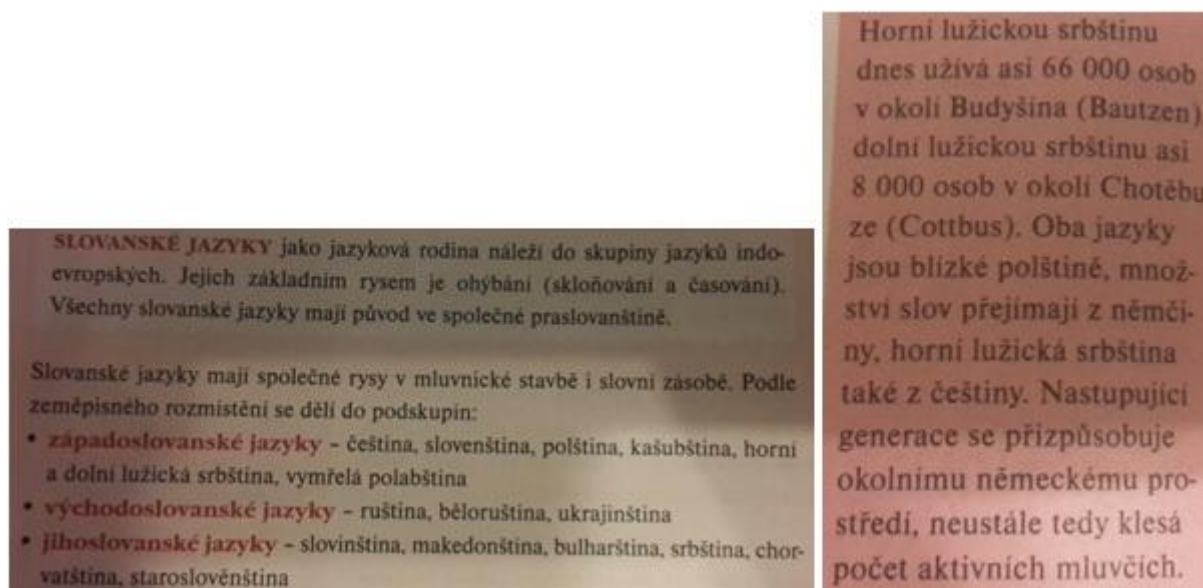 SLOVANSKÉ JAZYKY jako jazyková rodina náleží do skupiny jazyků indo-
evropských. Jejich základním rysem je ohýbání (skloňování a časování).
Všechny slovanské jazyky mají původ ve společné praslovanštině.
Slovanské jazyky mají společné rysy v mluvnické stavbě i slovní zásobě. Podle
zeměpisného rozmístění se dělí do podskupin:
• západoslovanské jazyky – čeština, slovenština, polština, kašubština, horní
a dolní lužická srbština, vymřelá polabština
• východoslovanské jazyky – ruština, běloruština, ukrajinština
• jihoslovanské jazyky – slovinština, makedonština, bulharština, srbština, chor-
vatština, staroslověnština
Horní lužickou srbštinu
dnes užívá asi 66 000 osob
v okolí Budyšína (Bautzen)
dolní lužickou srbštinu asi
8 000 osob v okolí Chotěbu
ze (Cottbus). Oba jazyky
jsou blízké polštině, množ-
ství slov přejímají z němči-
ny, horní lužická srbština
také z češtiny. Nastupující
generace se přizpůsobuje
okolnímu německému pro-
středí, neustále tedy klesá
počet aktivních mluvčích.